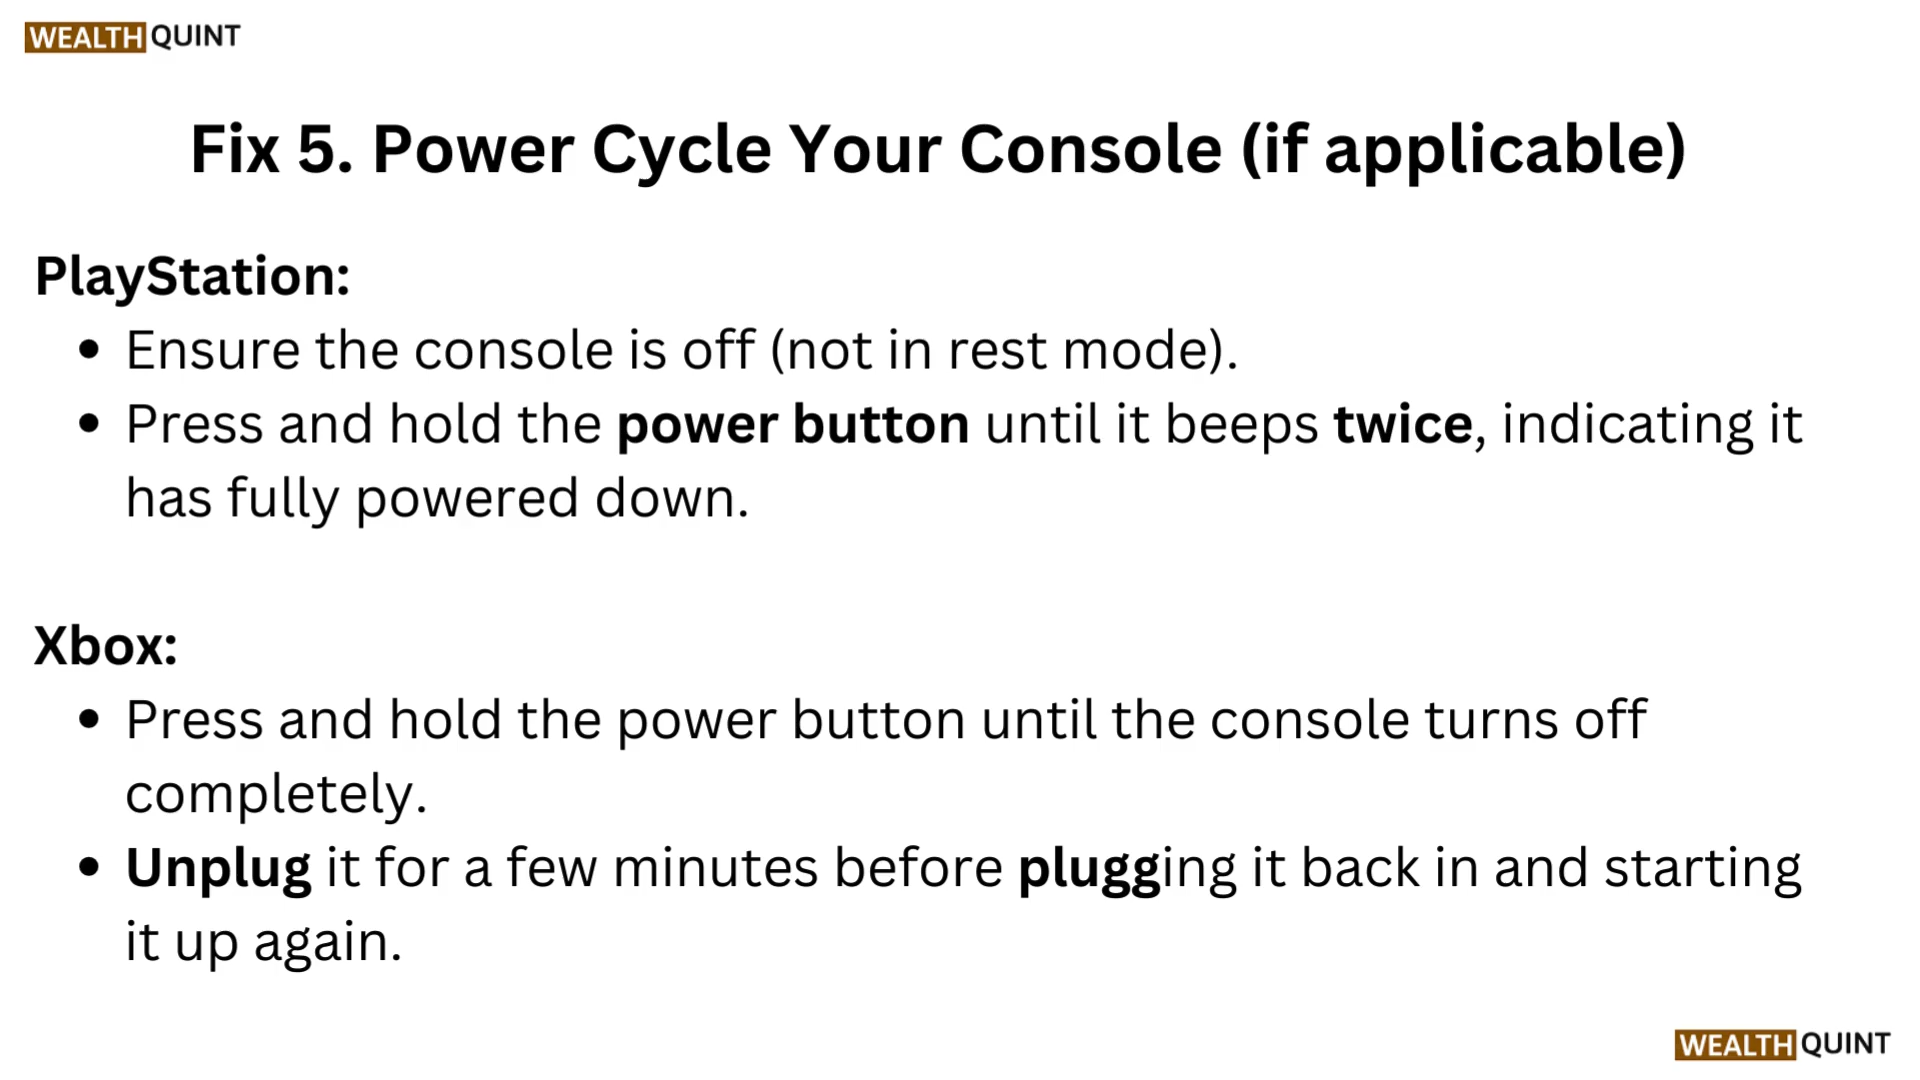 WEALTH QUINT
Fix 5. Power Cycle Your Console (if applicable)
PlayStation:
• Ensure the console is off (not in rest mode).
• Press and hold the power button until it beeps twice, indicating it
has fully powered down.
Xbox:
• Press and hold the power button until the console turns off
completely.
• Unplug it for a few minutes before plugging it back in and starting
it up again.
WEALTH QUINT